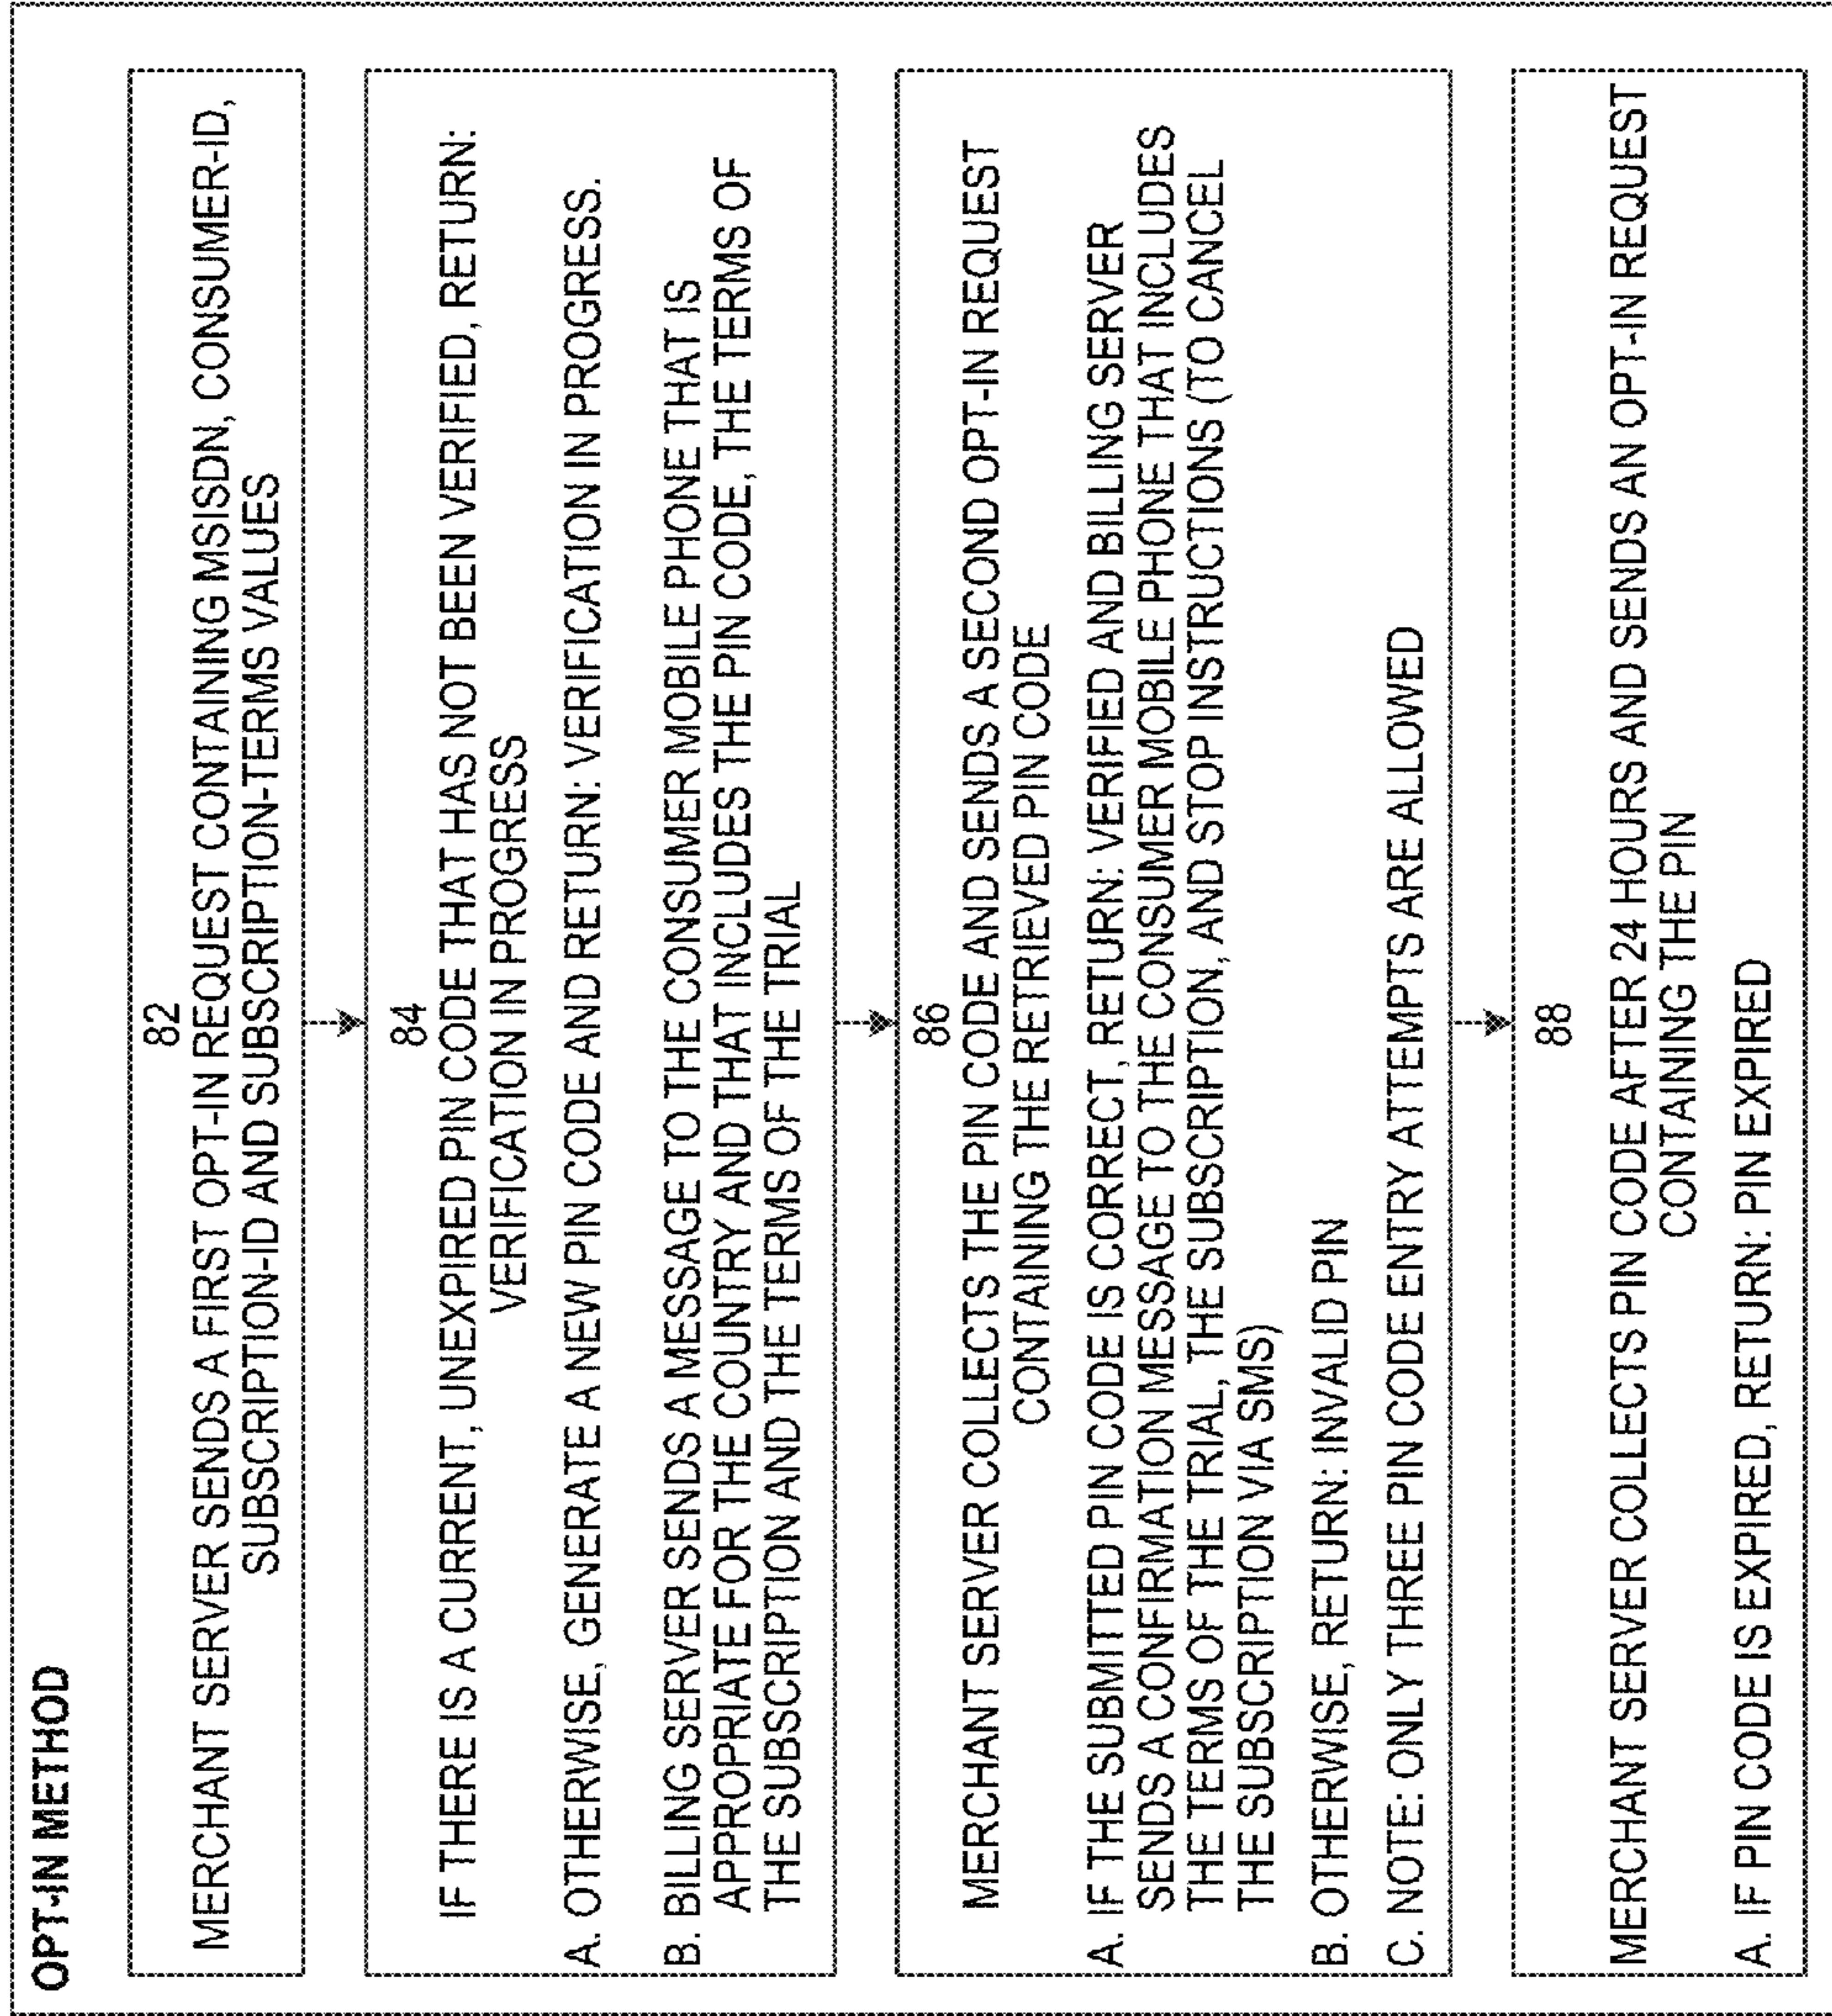 OPT-IN METHOD
82
MERCHANT SERVER SENDS A FIRST OPT-IN REQUEST CONTAINING MSISDN, CONSUMER-ID,
SUBSCRIPTION-ID AND SUBSCRIPTION-TERMS VALUES
84
IF THERE IS A CURRENT, UNEXPIRED PIN CODE THAT HAS NOT BEEN VERIFIED, RETURN:
VERIFICATION IN PROGRESS
A. OTHERWISE, GENERATE A NEW PIN CODE AND RETURN: VERIFICATION IN PROGRESS.
B. BILLING SERVER SENDS A MESSAGE TO THE CONSUMER MOBILE PHONE THAT IS
APPROPRIATE FOR THE COUNTRY AND THAT INCLUDES THE PIN CODE, THE TERMS OF
THE SUBSCRIPTION AND THE TERMS OF THE TRIAL
86
MERCHANT SERVER COLLECTS THE PIN CODE AND SENDS A SECOND OPT-IN REQUEST
CONTAINING THE RETRIEVED PIN CODE
A. IF THE SUBMITTED PIN CODE IS CORRECT, RETURN: VERIFIED AND BILLING SERVER
SENDS A CONFIRMATION MESSAGE TO THE CONSUMER MOBILE PHONE THAT INCLUDES
THE TERMS OF THE TRIAL, THE SUBSCRIPTION, AND STOP INSTRUCTIONS (TO CANCEL
THE SUBSCRIPTION VIA SMS)
B. OTHERWISE, RETURN: INVALID PIN
C. NOTE: ONLY THREE PIN CODE ENTRY ATTEMPTS ARE ALLOWED
88
MERCHANT SERVER COLLECTS PIN CODE AFTER 24 HOURS AND SENDS AN OPT-IN REQUEST
CONTAINING THE PIN
A. IF PIN CODE IS EXPIRED, RETURN: PIN EXPIRED